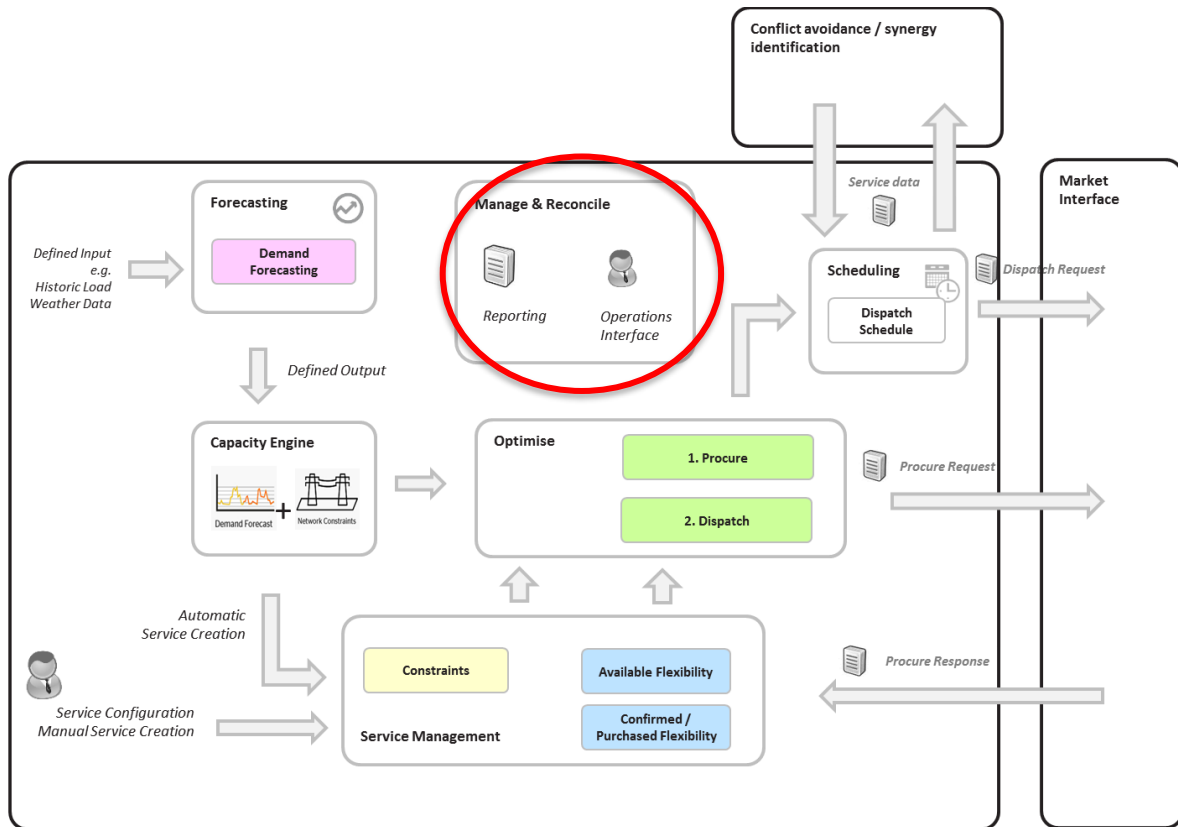 Conflict avoidance / synergy
identification
Service data
Market
Interface
Forecasting
Demand
Forecasting
Defined Input
e.g.
Historic Load
Weather Data
Manage & Reconcile
Reporting
Operations
Interface
Scheduling
Dispatch
Schedule
Dispatch Request
Defined Output
Capacity Engine
Demand Forecast
+
Network Constraints
Optimise
1. Procure
2. Dispatch
Procure Request
Automatic
Service Creation
Service Configuration
Manual Service Creation
Constraints
Available Flexibility
Confirmed /
Purchased Flexibility
Service Management
Procure Response